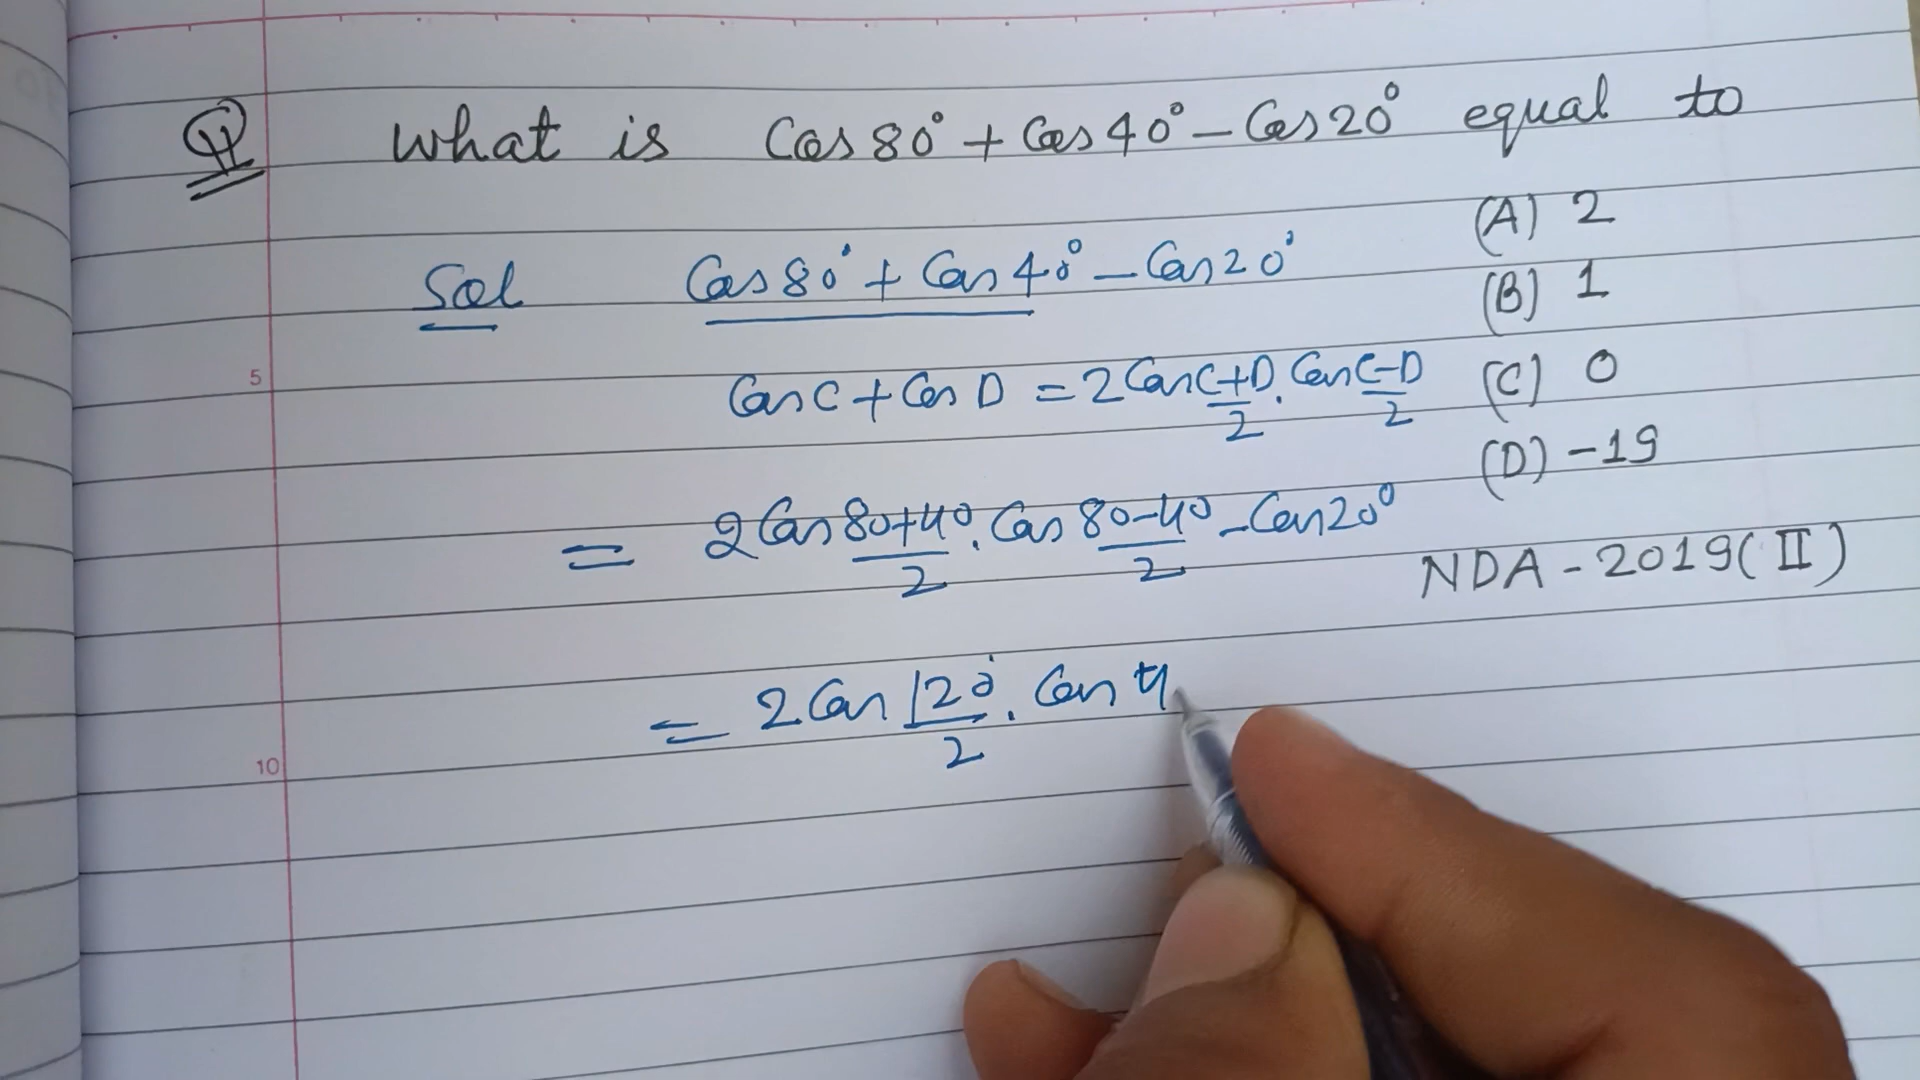 Q What is Cos 80° + Cos 40° - Cos 20° equal to
(A) 2
Sol Cos 80° + Cos 40° - Cos 20°
(B) 1
Cos C + Cos D = 2 Cos C+D/2 . Cos C-D/2
(C) 0
(D) -19
= 2 Cos 80+40/2 . Cos 80-40/2 - Cos 20°
NDA - 2019 (II)
= 2 Cos 120°/2 . Cos 4
5
10